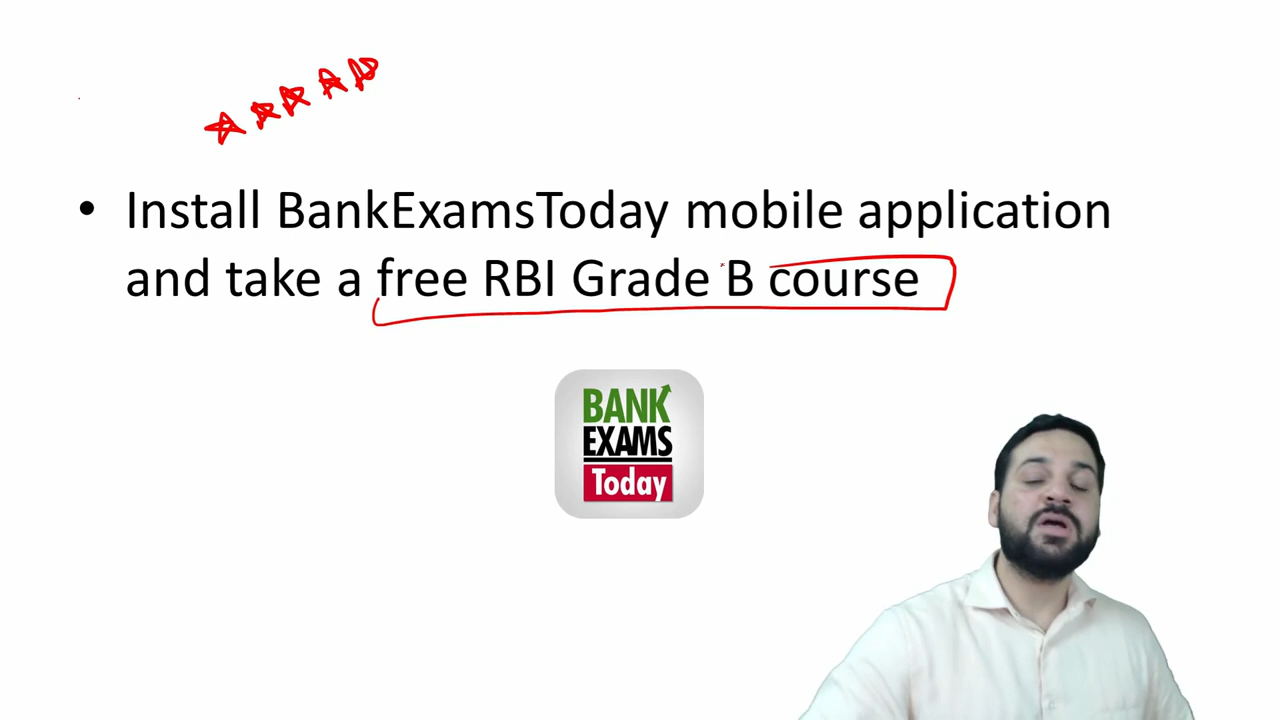 • Install BankExamsToday mobile application
and take a free RBI Grade B course
BANK
EXAMS
Today